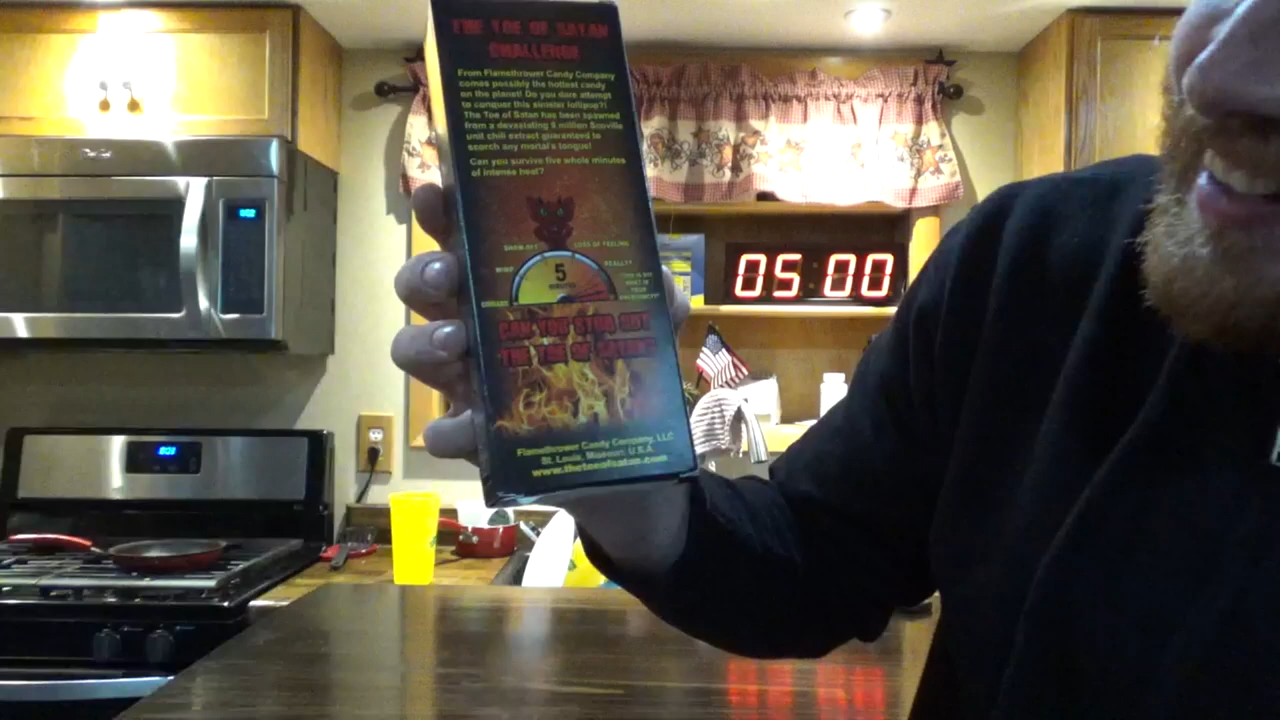 THE TOE OF SATAN
CHALLENGE
From Flamethrower Candy Company
comes possibly the hottest candy
on the planet! Do you dare attempt
to conquer this sinister lollipop?!
The Toe of Satan has been spawned
from a devastating 9 million Scoville
unit chili extract guaranteed to
scorch any mortal's tongue!
Can you survive five whole minutes
of intense heat?
SHOW-OFF
LOSS OF FEELING
WIMP
REALLY?
5
MINUTES
CAN YOU STUB OUT
THE TOE OF SATAN?
Flamethrower Candy Company, LLC
St. Louis, Missouri U.S.A.
www.thetoeofsatan.com
05:00